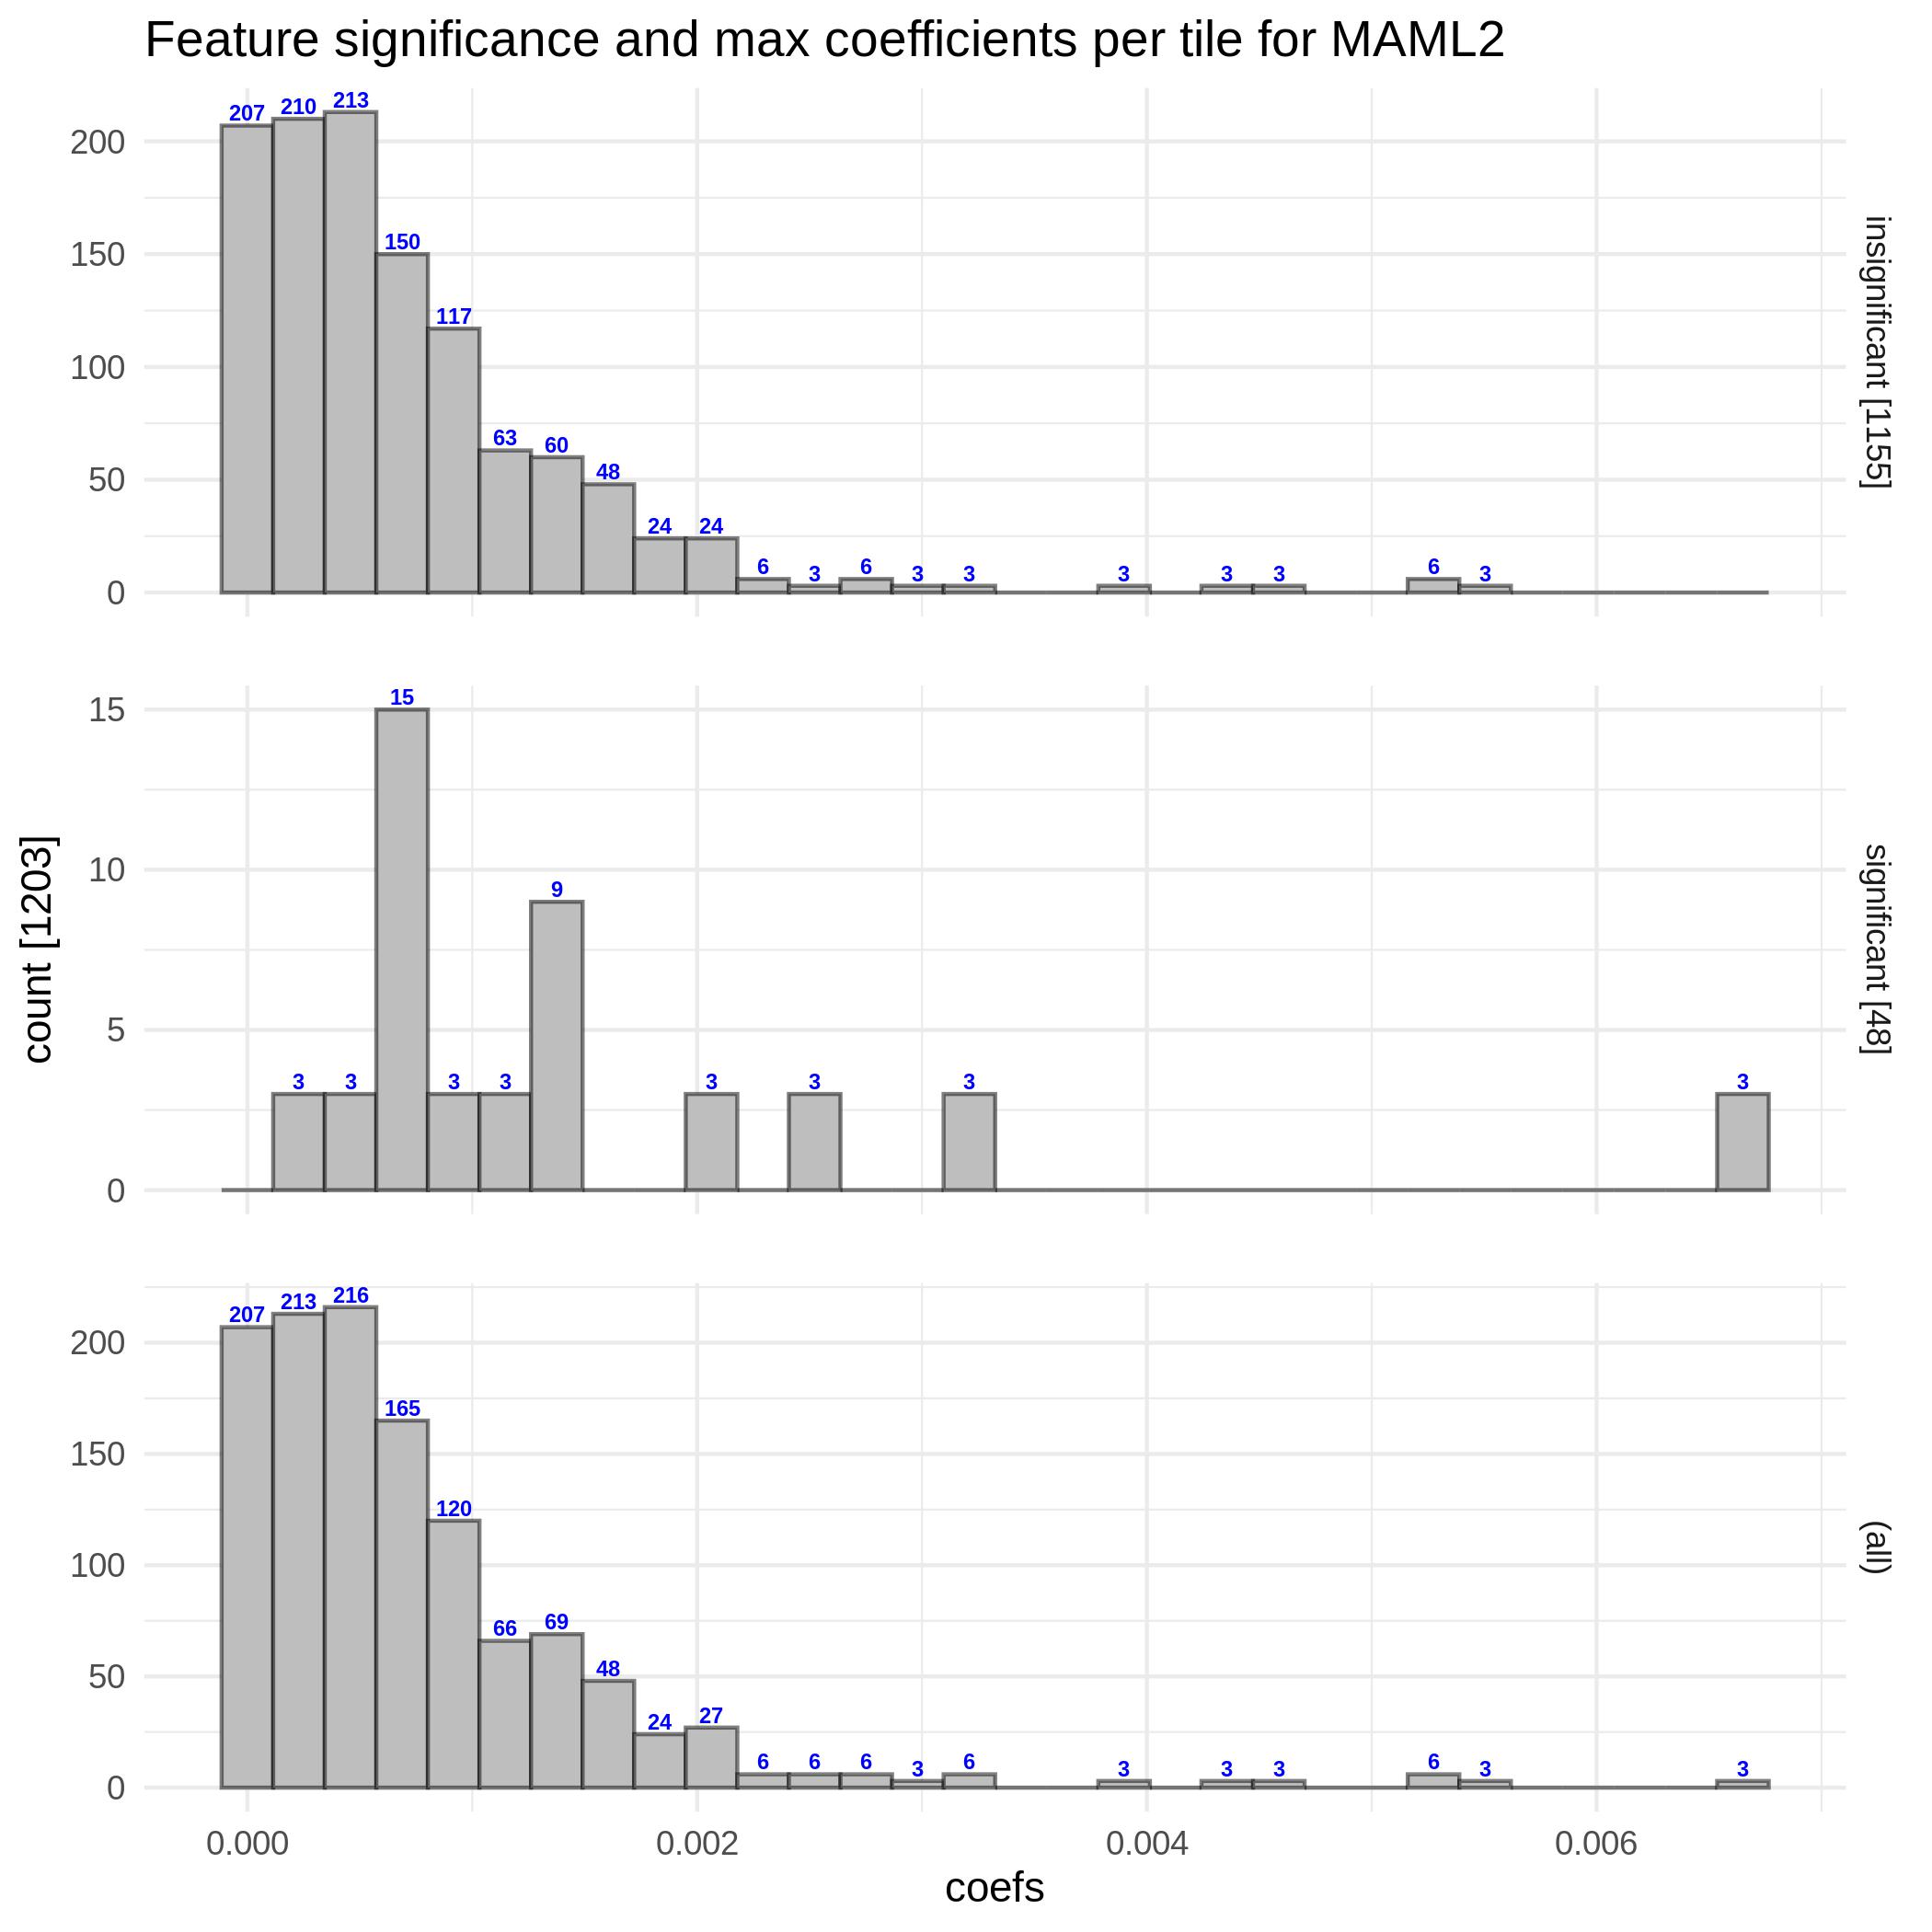 Feature significance and max coefficients per tile for MAML2
207 210 213 150 117 63 60 48 24 24 6 3 6 3 3 3 3 3 6 3
200
150
100
50
0
insignificant [1155]
3 3 15 3 3 9 3 3 3 3
15
10
5
0
significant [48]
count [1203]
207 213 216 165 120 66 69 48 24 27 6 6 6 3 6 3 3 3 6 3 3
200
150
100
50
0
(all)
0.000 0.002 0.004 0.006
coefs